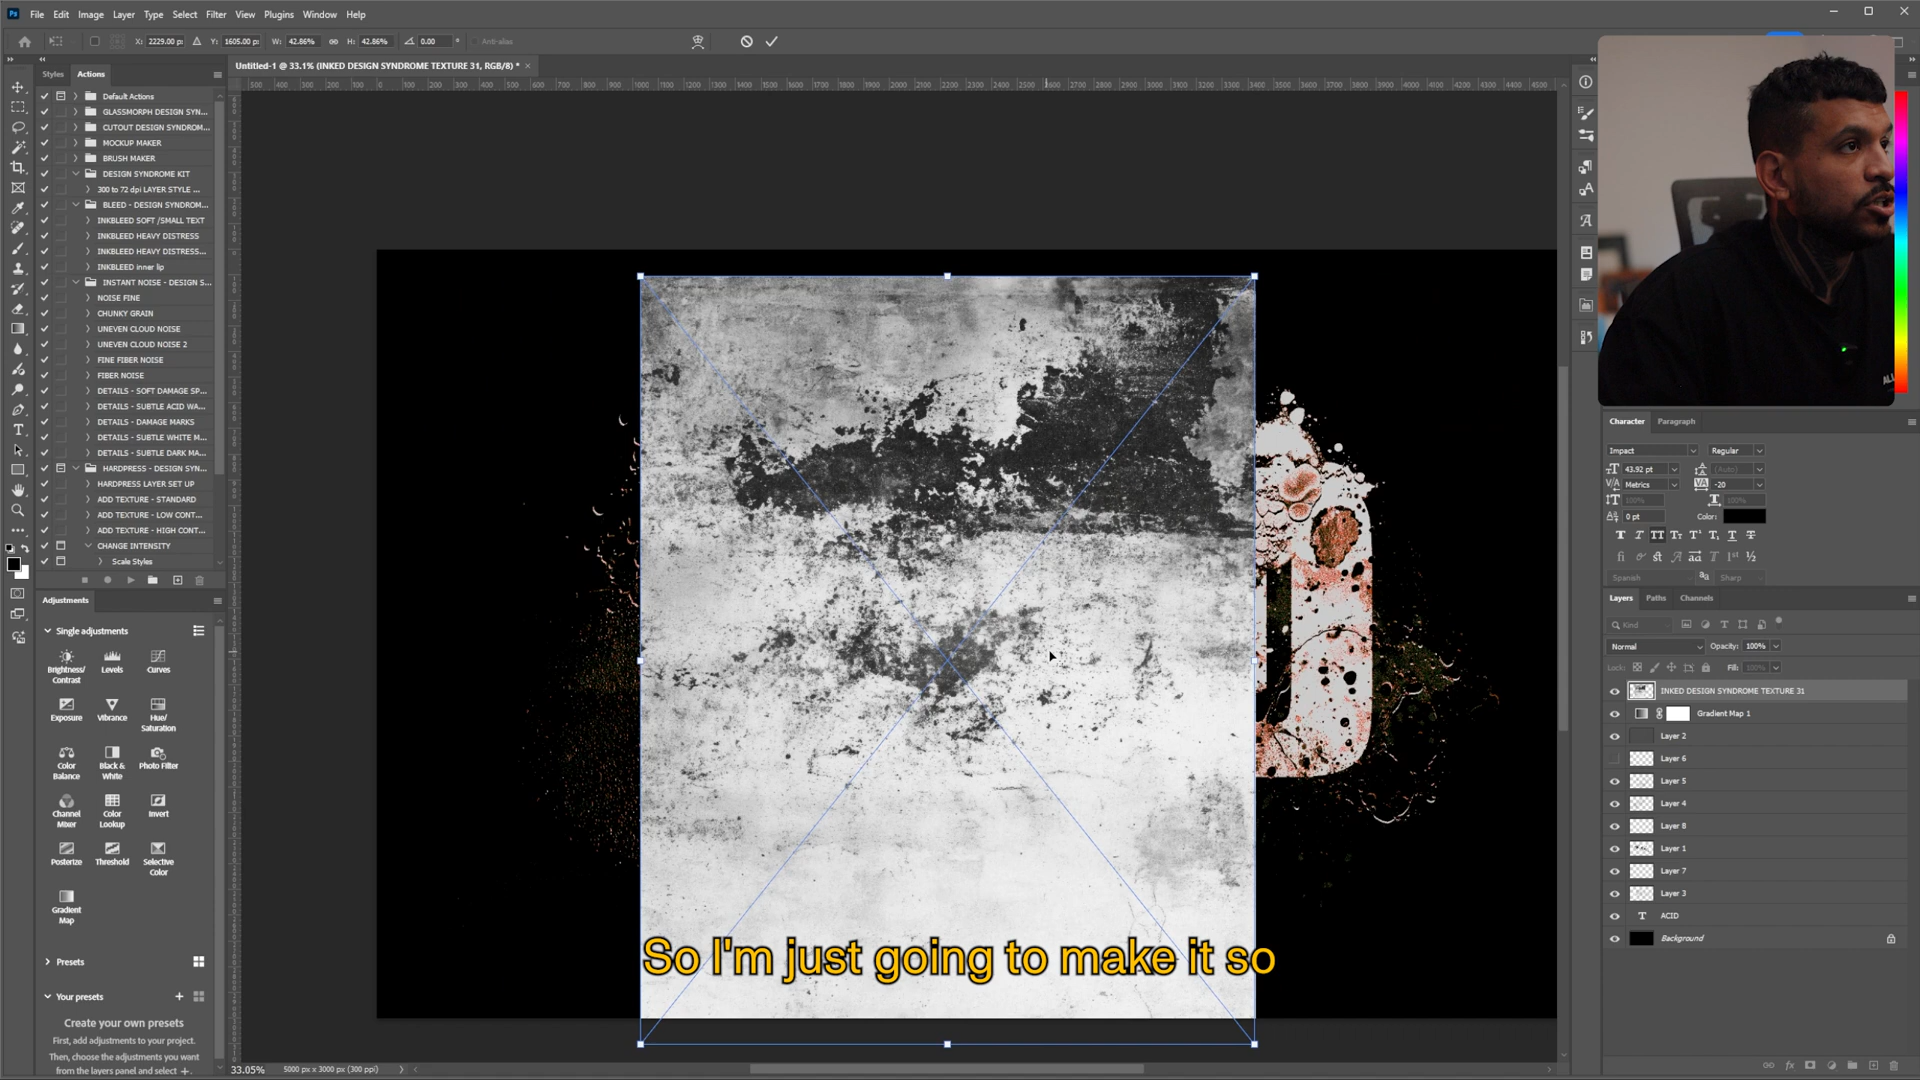 File Edit Image Layer Type Select Filter View Plugins Window Help
X: 2229.00 p: Y: 1605.00 p: W: 42.86% H: 42.86% 0.00 ° Anti-alias
Styles Actions
Untitled-1 @ 33.1% (INKED DESIGN SYNDROME TEXTURE 31, RGB/8) * ×
Default Actions
GLASSMORPH DESIGN SYN...
CUTOUT DESIGN SYNDROM...
MOCKUP MAKER
BRUSH MAKER
DESIGN SYNDROME KIT
300 to 72 dpi LAYER STYLE ...
BLEED - DESIGN SYNDROM...
INKBLEED SOFT /SMALL TEXT
INKBLEED HEAVY DISTRESS
INKBLEED HEAVY DISTRESS...
INKBLEED inner lip
INSTANT NOISE - DESIGN S...
NOISE FINE
CHUNKY GRAIN
UNEVEN CLOUD NOISE
UNEVEN CLOUD NOISE 2
FINE FIBER NOISE
FIBER NOISE
DETAILS - SOFT DAMAGE SP...
DETAILS - SUBTLE ACID WA...
DETAILS - DAMAGE MARKS
DETAILS - SUBTLE WHITE M...
DETAILS - SUBTLE DARK MA...
HARDPRESS - DESIGN SYN...
HARDPRESS LAYER SET UP
ADD TEXTURE - STANDARD
ADD TEXTURE - LOW CONT...
ADD TEXTURE - HIGH CONT...
CHANGE INTENSITY
Scale Styles
Adjustments
Single adjustments
Brightness/
Contrast
Levels
Curves
Exposure
Vibrance
Hue/
Saturation
Color
Balance
Black &
White
Photo Filter
Channel
Mixer
Color
Lookup
Invert
Posterize
Threshold
Selective
Color
Gradient
Map
Presets
Your presets
Create your own presets
First, add adjustments to your project.
Then, choose the adjustments you want
from the layers panel and select +.
So I'm just going to make it so
33.05% 5000 px x 3000 px (300 ppi)
Character Paragraph
Impact Regular
43.92 pt (Auto)
Metrics -20
100% 100%
0 pt Color:
Spanish Sharp
Layers Paths Channels
Kind
Normal Opacity: 100%
Lock: Fill: 100%
INKED DESIGN SYNDROME TEXTURE 31
Gradient Map 1
Layer 2
Layer 6
Layer 5
Layer 4
Layer 8
Layer 1
Layer 7
Layer 3
ACID
Background